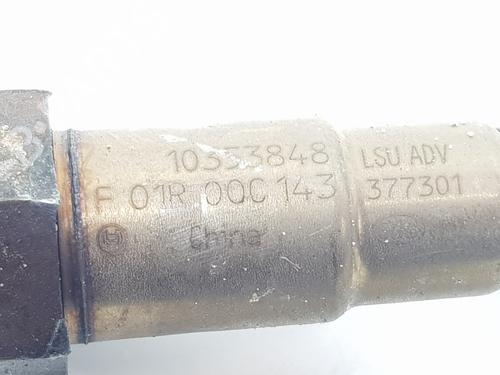 10353848
F 01R 00C 143
China
LSU ADV
377301